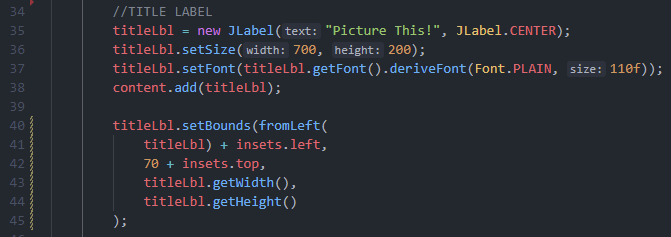 34 //TITLE LABEL
35 titleLbl = new JLabel(text: "Picture This!", JLabel.CENTER);
36 titleLbl.setSize(width: 700, height: 200);
37 titleLbl.setFont(titleLbl.getFont().deriveFont(Font.PLAIN, size: 110f));
38 content.add(titleLbl);
39
40 titleLbl.setBounds(fromLeft(
41 titleLbl) + insets.left,
42 70 + insets.top,
43 titleLbl.getWidth(),
44 titleLbl.getHeight()
45 );
46